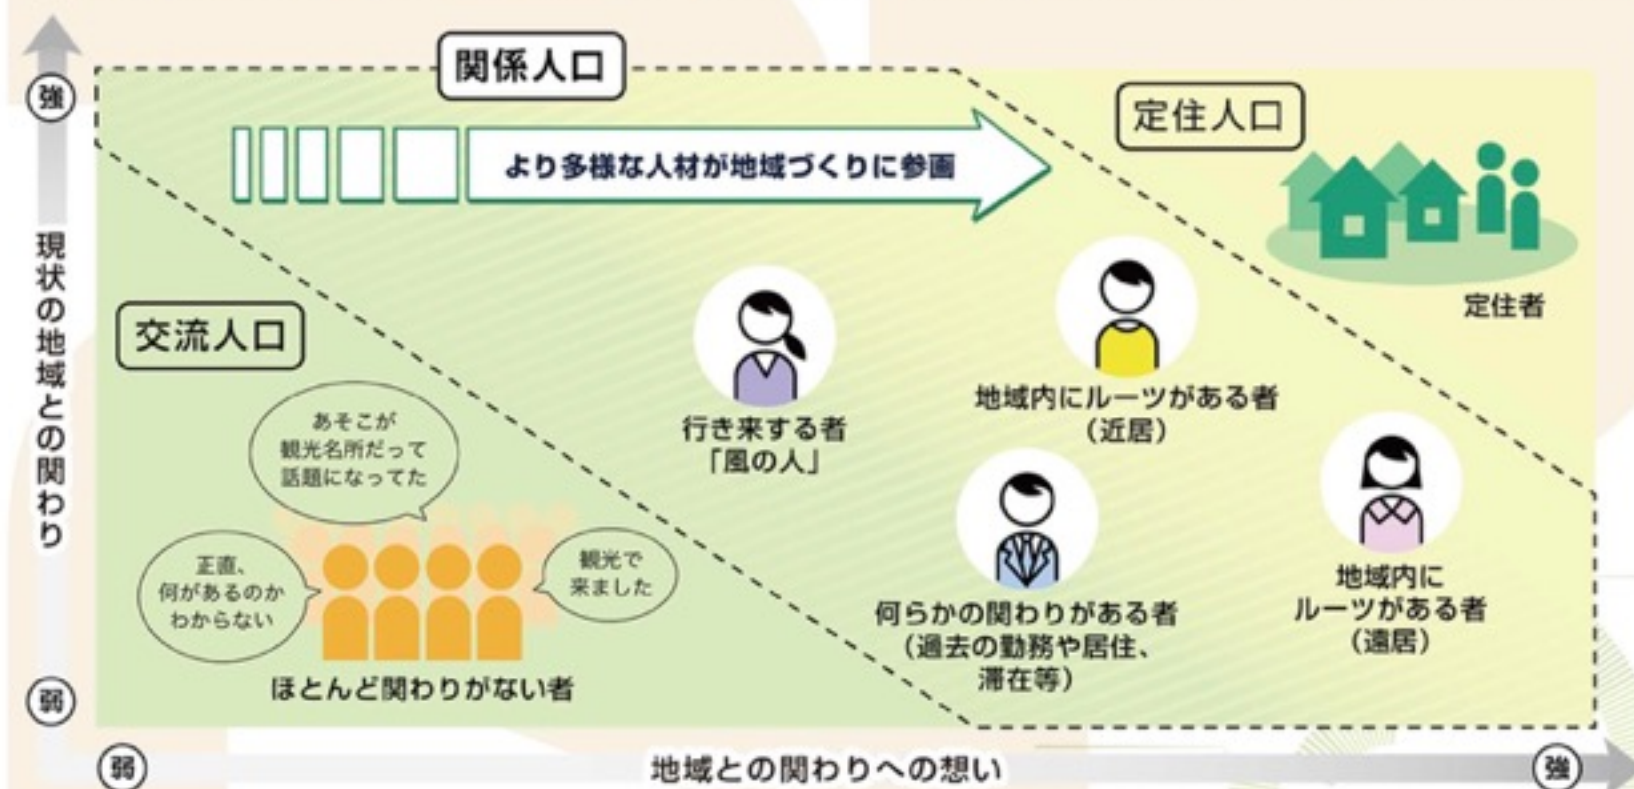 強
関係人口
定住人口
より多様な人材が地域づくりに参画
定住者
現状の地域との関わり
交流人口
あそこが
観光名所だって
話題になってた
行き来する者
「風の人」
地域内にルーツがある者
（近居）
正直、
何があるのか
わからない
観光で
来ました
何らかの関わりがある者
（過去の勤務や居住、
滞在等）
地域内に
ルーツがある者
（遠居）
ほとんど関わりがない者
弱
弱
地域との関わりへの想い
強